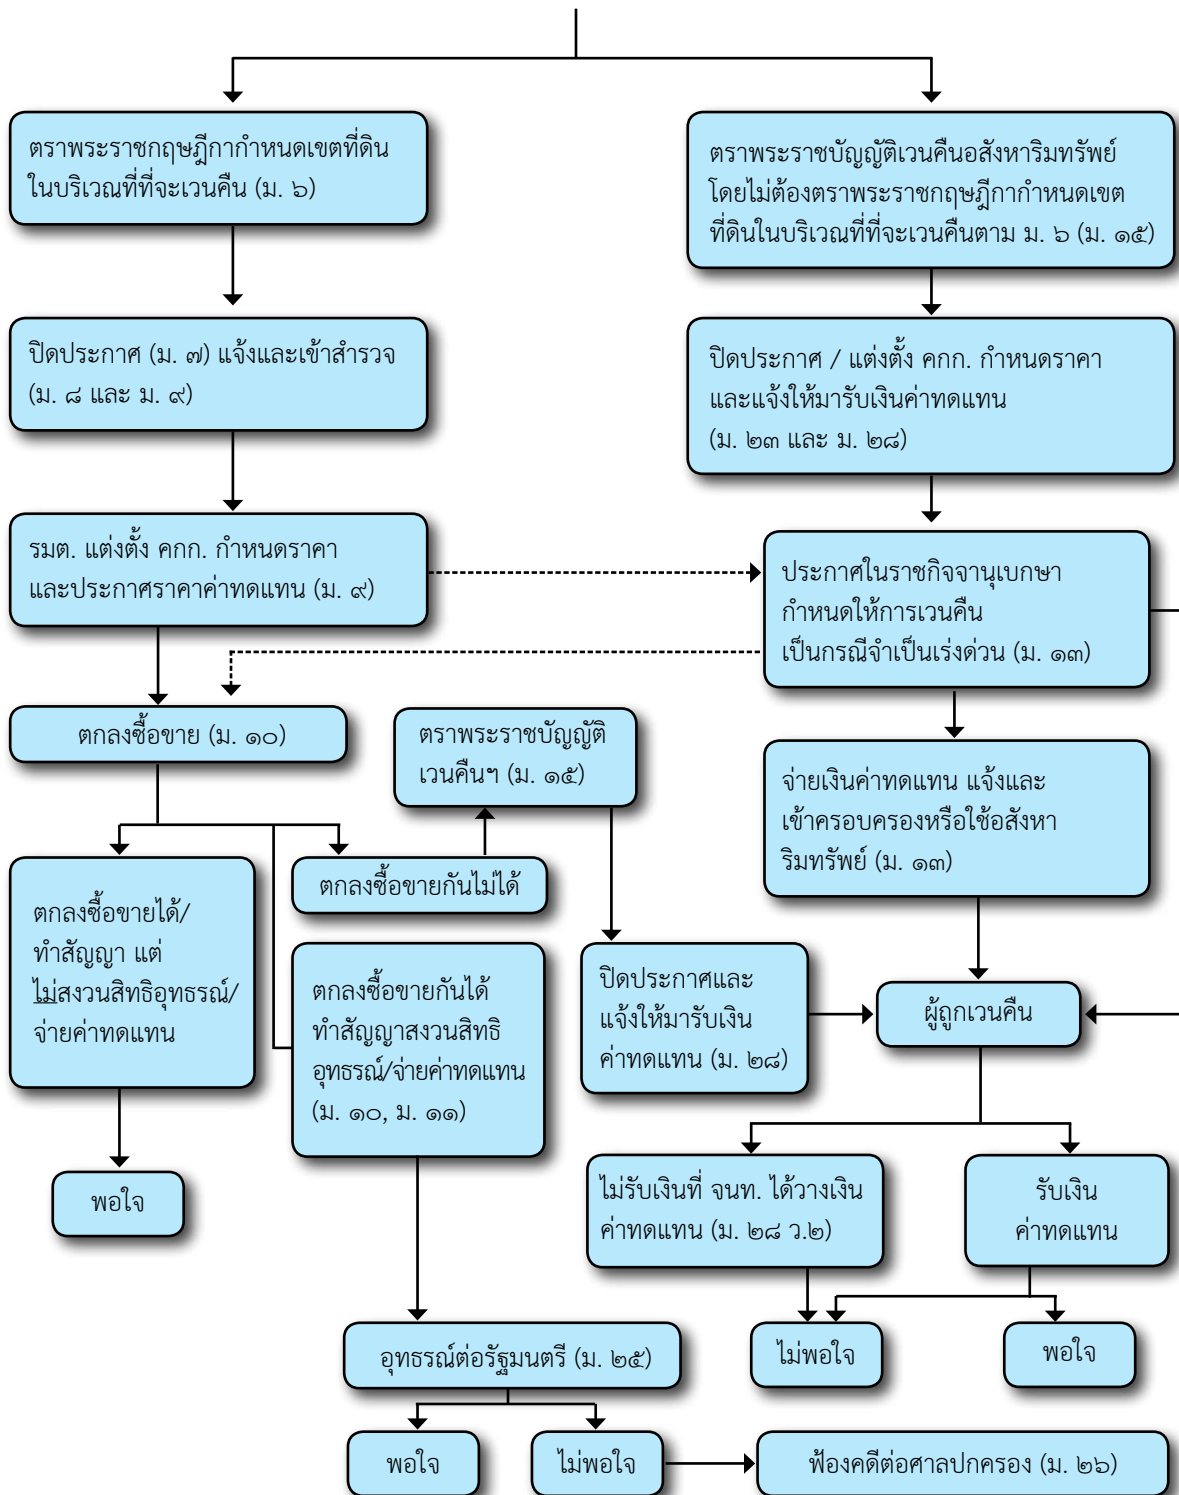 ตราพระราชกฤษฎีกากำหนดเขตที่ดิน
ในบริเวณที่ที่จะเวนคืน (ม. ๖)
ตราพระราชบัญญัติเวนคืนอสังหาริมทรัพย์
โดยไม่ต้องตราพระราชกฤษฎีกากำหนดเขต
ที่ดินในบริเวณที่ที่จะเวนคืนตาม ม. ๖ (ม. ๑๕)
ปิดประกาศ (ม. ๗) แจ้งและเข้าสำรวจ
(ม. ๘ และ ม. ๙)
ปิดประกาศ / แต่งตั้ง คกก. กำหนดราคา
และแจ้งให้มารับเงินค่าทดแทน
(ม. ๒๓ และ ม. ๒๘)
รมต. แต่งตั้ง คกก. กำหนดราคา
และประกาศราคาค่าทดแทน (ม. ๙)
ประกาศในราชกิจจานุเบกษา
กำหนดให้การเวนคืน
เป็นกรณีจำเป็นเร่งด่วน (ม. ๑๓)
ตกลงซื้อขาย (ม. ๑๐)
ตราพระราชบัญญัติ
เวนคืนฯ (ม. ๑๕)
จ่ายเงินค่าทดแทน แจ้งและ
เข้าครอบครองหรือใช้อสังหา
ริมทรัพย์ (ม. ๑๓)
ตกลงซื้อขายกันไม่ได้
ตกลงซื้อขายได้/
ทำสัญญา แต่
ไม่สงวนสิทธิอุทธรณ์/
จ่ายค่าทดแทน
ตกลงซื้อขายกันได้
ทำสัญญาสงวนสิทธิ
อุทธรณ์/จ่ายค่าทดแทน
(ม. ๑๐, ม. ๑๑)
ปิดประกาศและ
แจ้งให้มารับเงิน
ค่าทดแทน (ม. ๒๘)
ผู้ถูกเวนคืน
พอใจ
ไม่รับเงินที่ จนท. ได้วางเงิน
ค่าทดแทน (ม. ๒๘ ว.๒)
รับเงิน
ค่าทดแทน
อุทธรณ์ต่อรัฐมนตรี (ม. ๒๕)
ไม่พอใจ
พอใจ
พอใจ
ไม่พอใจ
ฟ้องคดีต่อศาลปกครอง (ม. ๒๖)